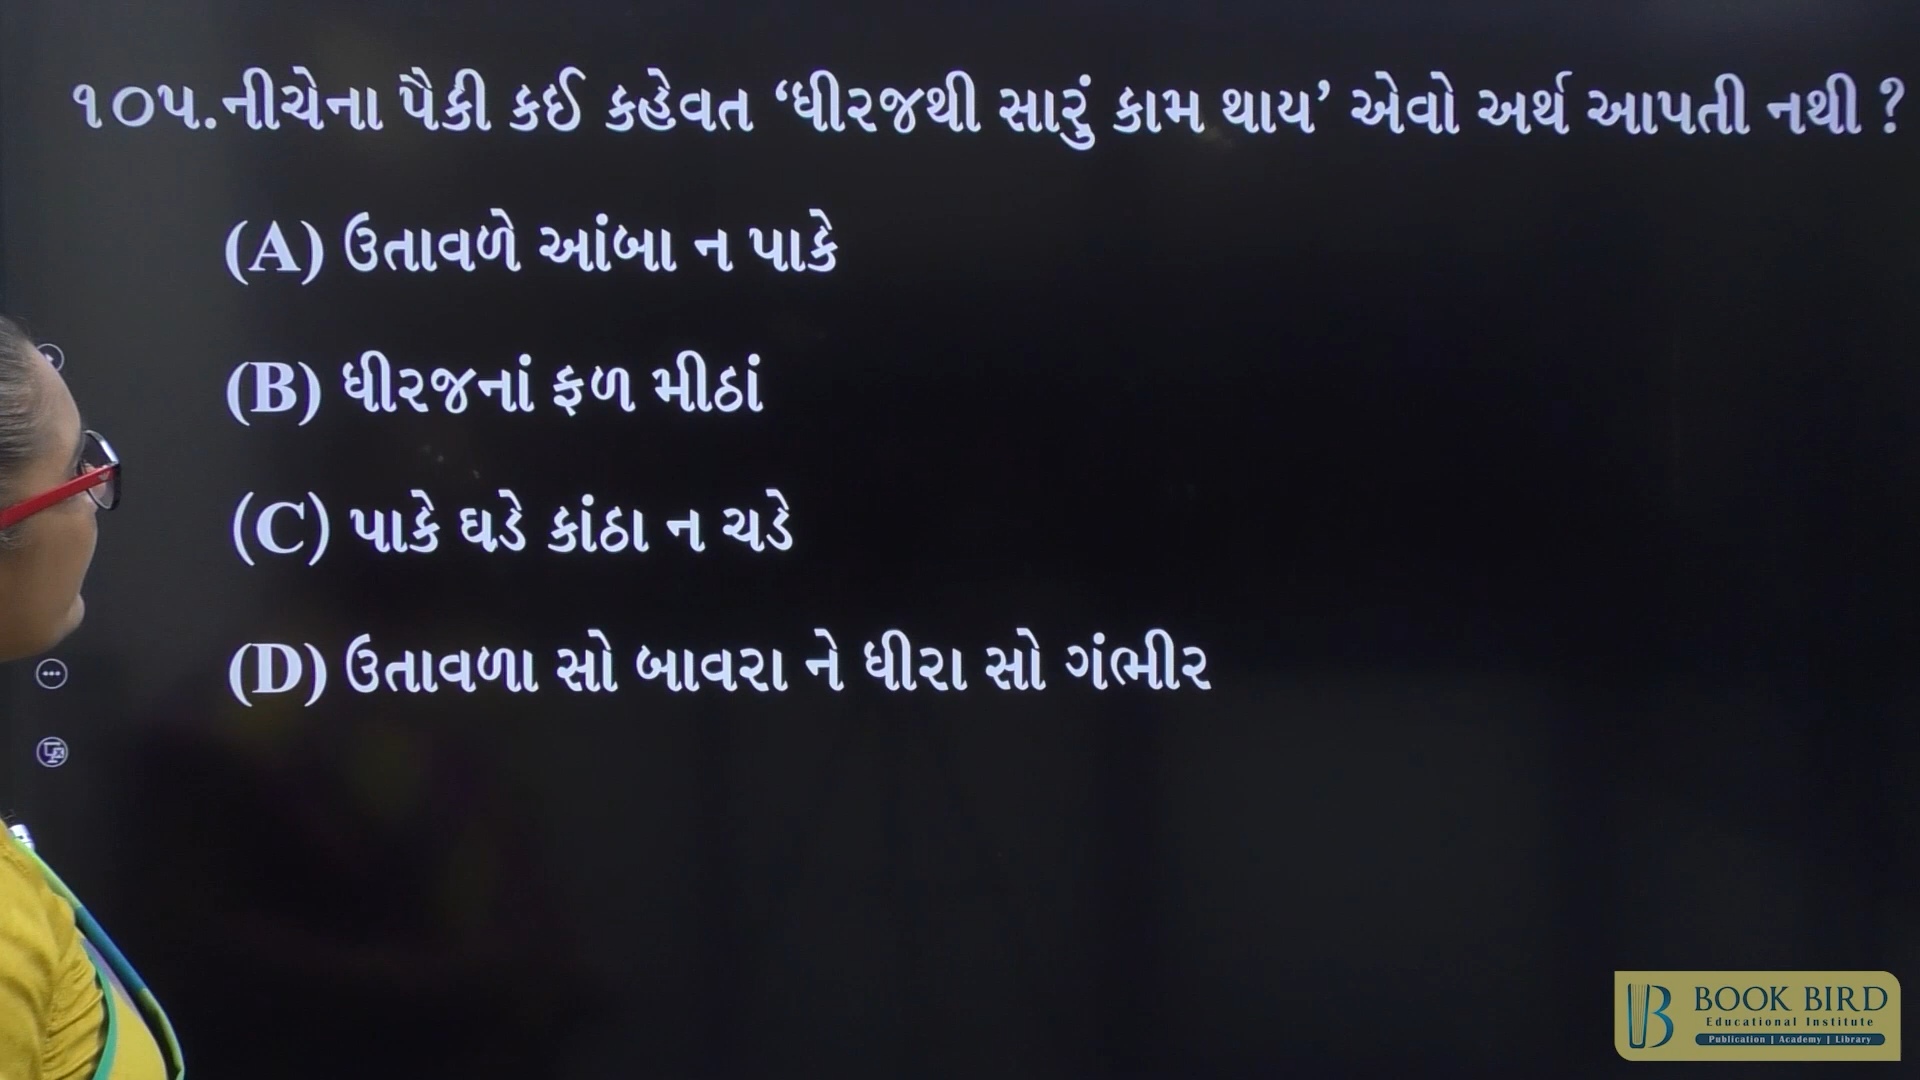 ૧૦૫.નીચેના પૈકી કઈ કહેવત ‘ધીરજથી સારું કામ થાય’ એવો અર્થ આપતી નથી ?
(A) ઉતાવળે આંબા ન પાકે
(B) ધીરજનાં ફળ મીઠાં
(C) પાકે ઘડે કાંઠા ન ચડે
(D) ઉતાવળા સો બાવરા ને ધીરા સો ગંભીર
BOOK BIRD
Educational Institute
Publication | Academy | Library